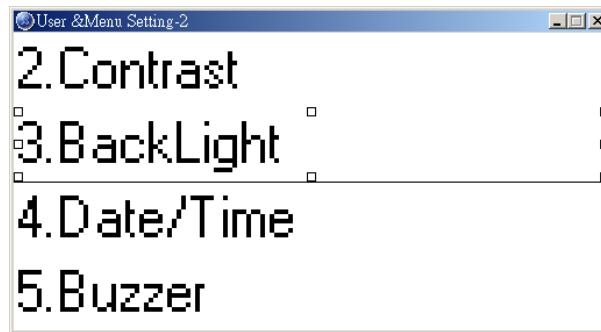 User &Menu Setting-2
2.Contrast
3.BackLight
4.Date/Time
5.Buzzer